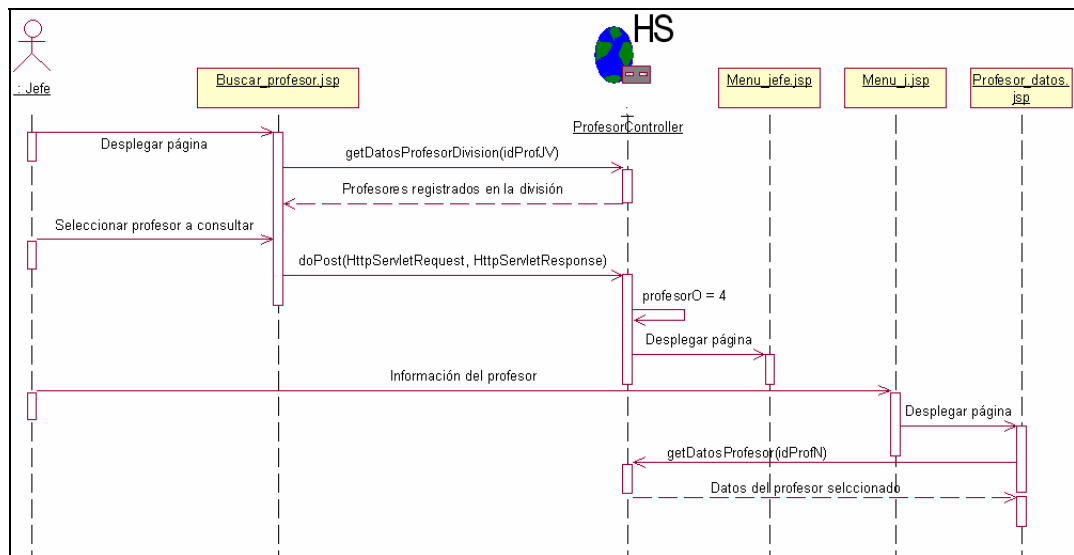 HS
: Jefe
Buscar_profesor.jsp
ProfesorController
Menu_jefe.jsp
Menu_j.jsp
Profesor_datos.
jsp
Desplegar página
getDatosProfesorDivision(idProfJV)
Profesores registrados en la división
Seleccionar profesor a consultar
doPost(HttpServletRequest, HttpServletResponse)
profesorO = 4
Desplegar página
Información del profesor
Desplegar página
getDatosProfesor(idProfN)
Datos del profesor selccionado